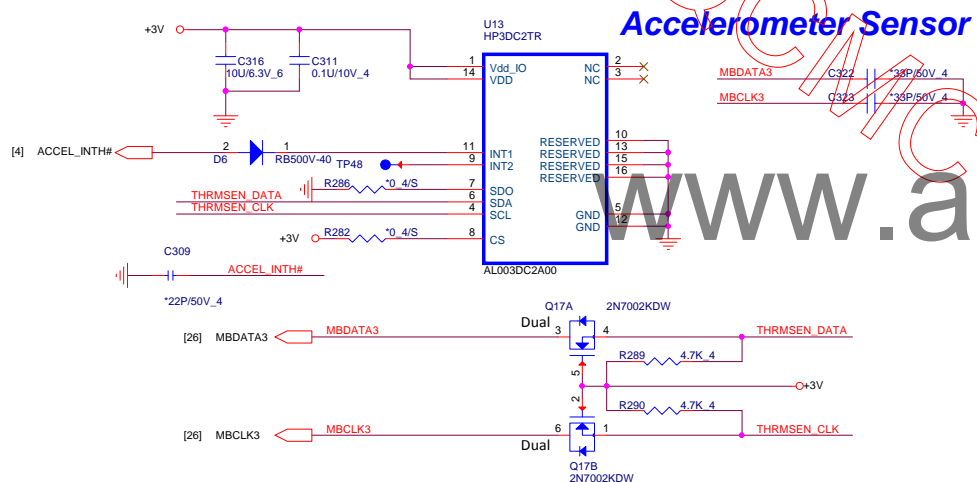 Accelerometer Sensor
U13
HP3DC2TR
+3V
C316
10U/6.3V_6
C311
0.1U/10V_4
1
14
Vdd_IO
VDD
NC
NC
2
3
MBDATA3
C322
*33P/50V_4
MBCLK3
C323
*33P/50V_4
[4] ACCEL_INTH#
2
1
D6
RB500V-40
TP48
11
9
INT1
INT2
RESERVED
RESERVED
RESERVED
RESERVED
10
13
15
16
R286
*0_4/S
THRMSEN_DATA
THRMSEN_CLK
7
6
4
SDO
SDA
SCL
GND
GND
5
12
+3V
R282
*0_4/S
8
CS
AL003DC2A00
www.a
C309
ACCEL_INTH#
*22P/50V_4
Q17A
2N7002KDW
Dual
[26] MBDATA3
MBDATA3
3
4
THRMSEN_DATA
5
R289
4.7K_4
+3V
2
R290
4.7K_4
[26] MBCLK3
MBCLK3
6
1
THRMSEN_CLK
Dual
Q17B
2N7002KDW